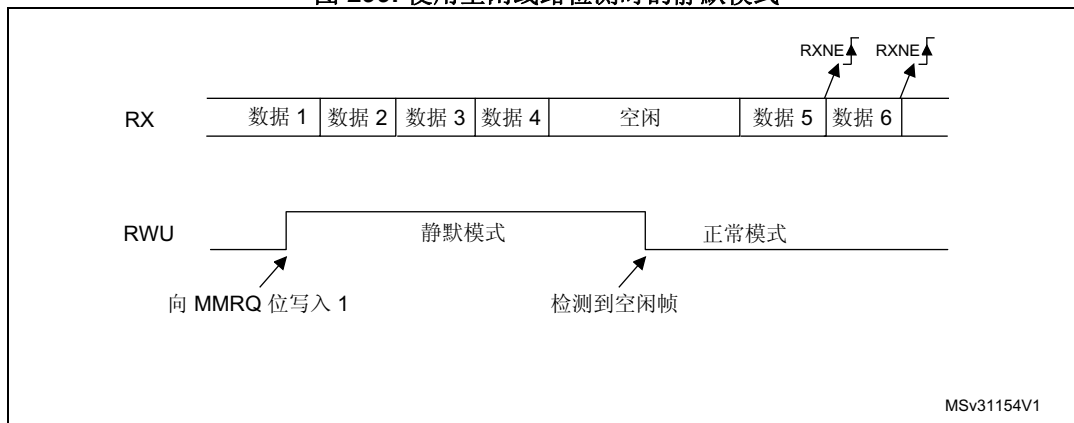 RXNE RXNE
RX 数据 1 数据 2 数据 3 数据 4 空闲 数据 5 数据 6
RWU 静默模式 正常模式
向 MMRQ 位写入 1 检测到空闲帧
MSv31154V1